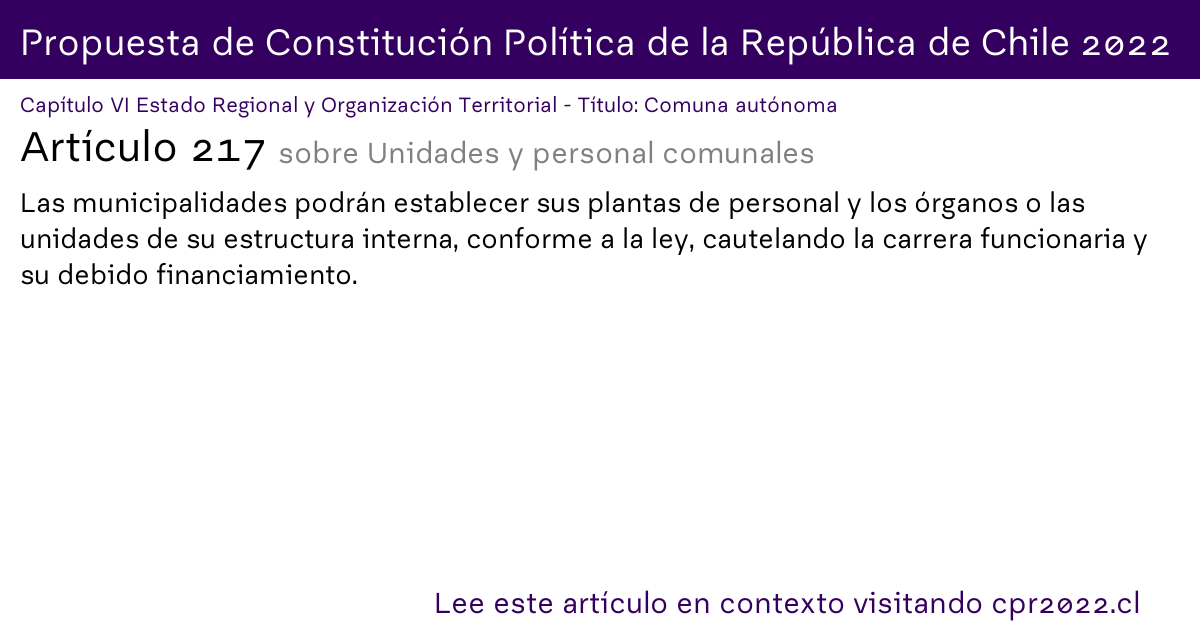 Propuesta de Constitución Política de la República de Chile 2022
Capítulo VI Estado Regional y Organización Territorial - Título: Comuna autónoma
Artículo 217 sobre Unidades y personal comunales
Las municipalidades podrán establecer sus plantas de personal y los órganos o las
unidades de su estructura interna, conforme a la ley, cautelando la carrera funcionaria y
su debido financiamiento.
Lee este artículo en contexto visitando cpr2022.cl